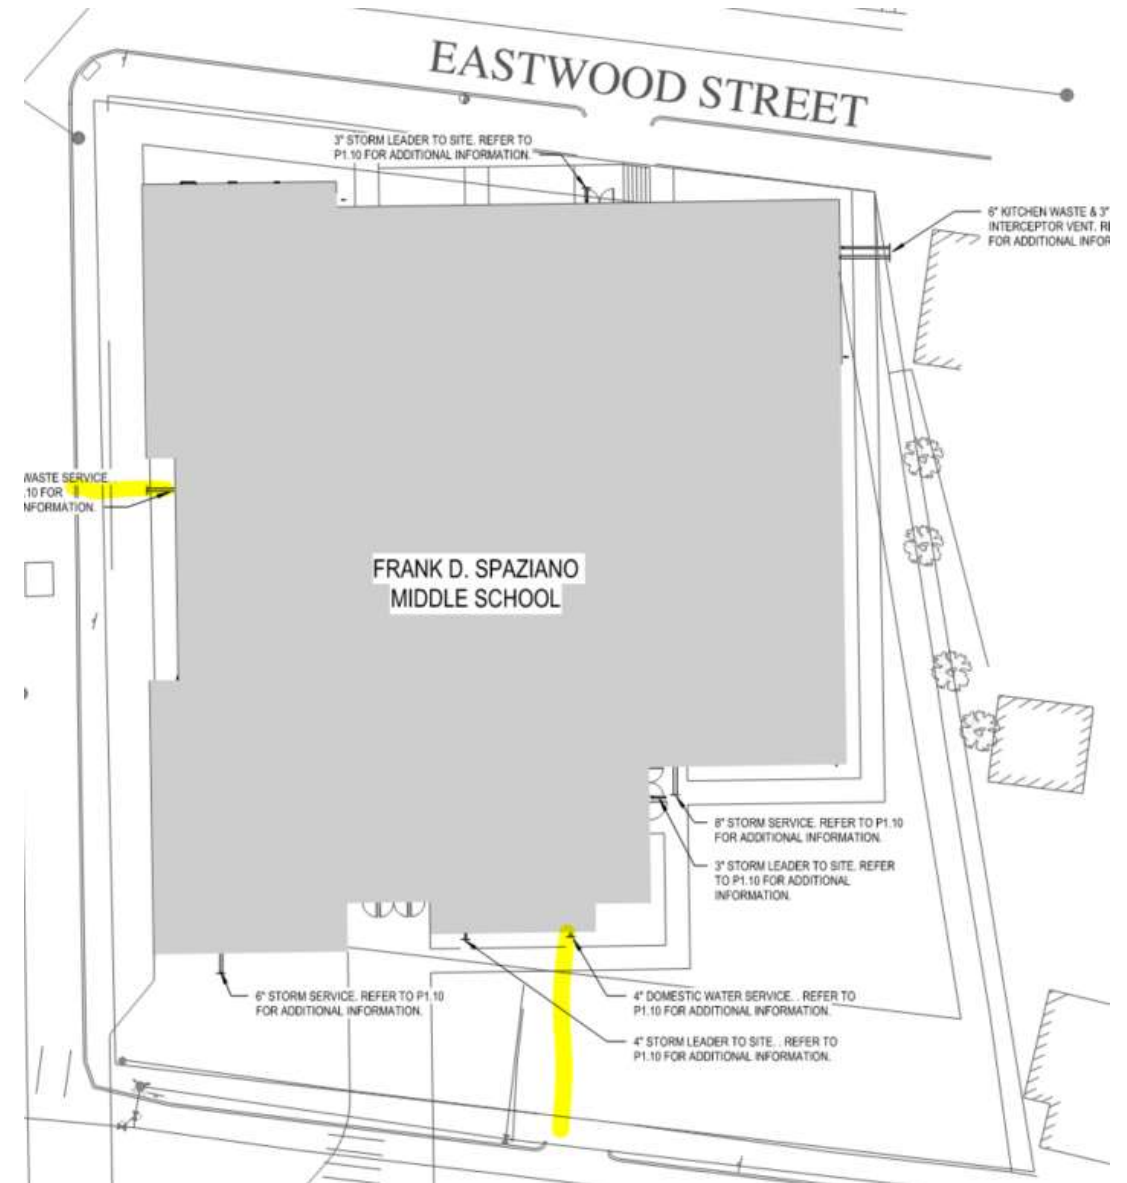 EASTWOOD STREET
3" STORM LEADER TO SITE. REFER TO
P1.10 FOR ADDITIONAL INFORMATION.
6" KITCHEN WASTE & 3"
INTERCEPTOR VENT. RE
FOR ADDITIONAL INFOR
WASTE SERVICE.
.10 FOR
NFORMATION.
FRANK D. SPAZIANO
MIDDLE SCHOOL
8" STORM SERVICE. REFER TO P1.10
FOR ADDITIONAL INFORMATION.
3" STORM LEADER TO SITE. REFER
TO P1.10 FOR ADDITIONAL
INFORMATION.
6" STORM SERVICE. REFER TO P1.10
FOR ADDITIONAL INFORMATION.
4" DOMESTIC WATER SERVICE. . REFER TO
P1.10 FOR ADDITIONAL INFORMATION.
4" STORM LEADER TO SITE. . REFER TO
P1.10 FOR ADDITIONAL INFORMATION.